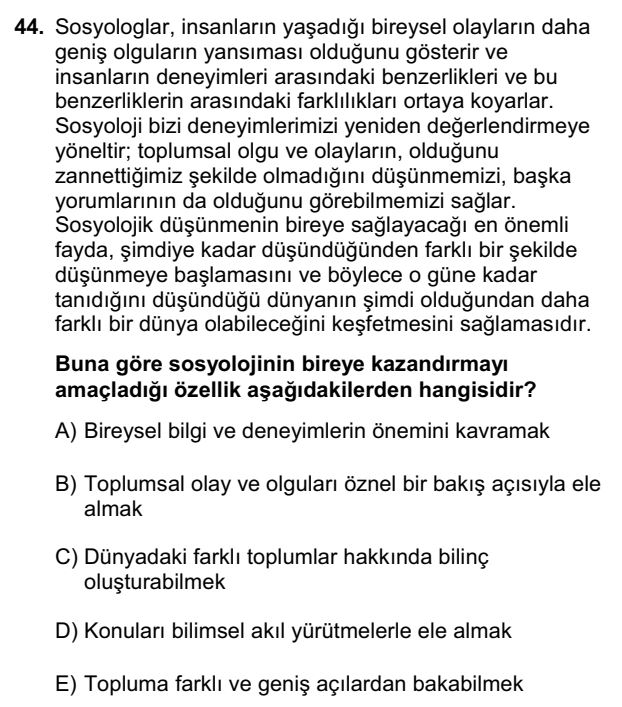 44. Sosyologlar, insanların yaşadığı bireysel olayların daha
geniş olguların yansıması olduğunu gösterir ve
insanların deneyimleri arasındaki benzerlikleri ve bu
benzerliklerin arasındaki farklılıkları ortaya koyarlar.
Sosyoloji bizi deneyimlerimizi yeniden değerlendirmeye
yöneltir; toplumsal olgu ve olayların, olduğunu
zannettiğimiz şekilde olmadığını düşünmemizi, başka
yorumlarının da olduğunu görebilmemizi sağlar.
Sosyolojik düşünmenin bireye sağlayacağı en önemli
fayda, şimdiye kadar düşündüğünden farklı bir şekilde
düşünmeye başlamasını ve böylece o güne kadar
tanıdığını düşündüğü dünyanın şimdi olduğundan daha
farklı bir dünya olabileceğini keşfetmesini sağlamasıdır.
Buna göre sosyolojinin bireye kazandırmayı
amaçladığı özellik aşağıdakilerden hangisidir?
A) Bireysel bilgi ve deneyimlerin önemini kavramak
B) Toplumsal olay ve olguları öznel bir bakış açısıyla ele
almak
C) Dünyadaki farklı toplumlar hakkında bilinç
oluşturabilmek
D) Konuları bilimsel akıl yürütmelerle ele almak
E) Topluma farklı ve geniş açılardan bakabilmek